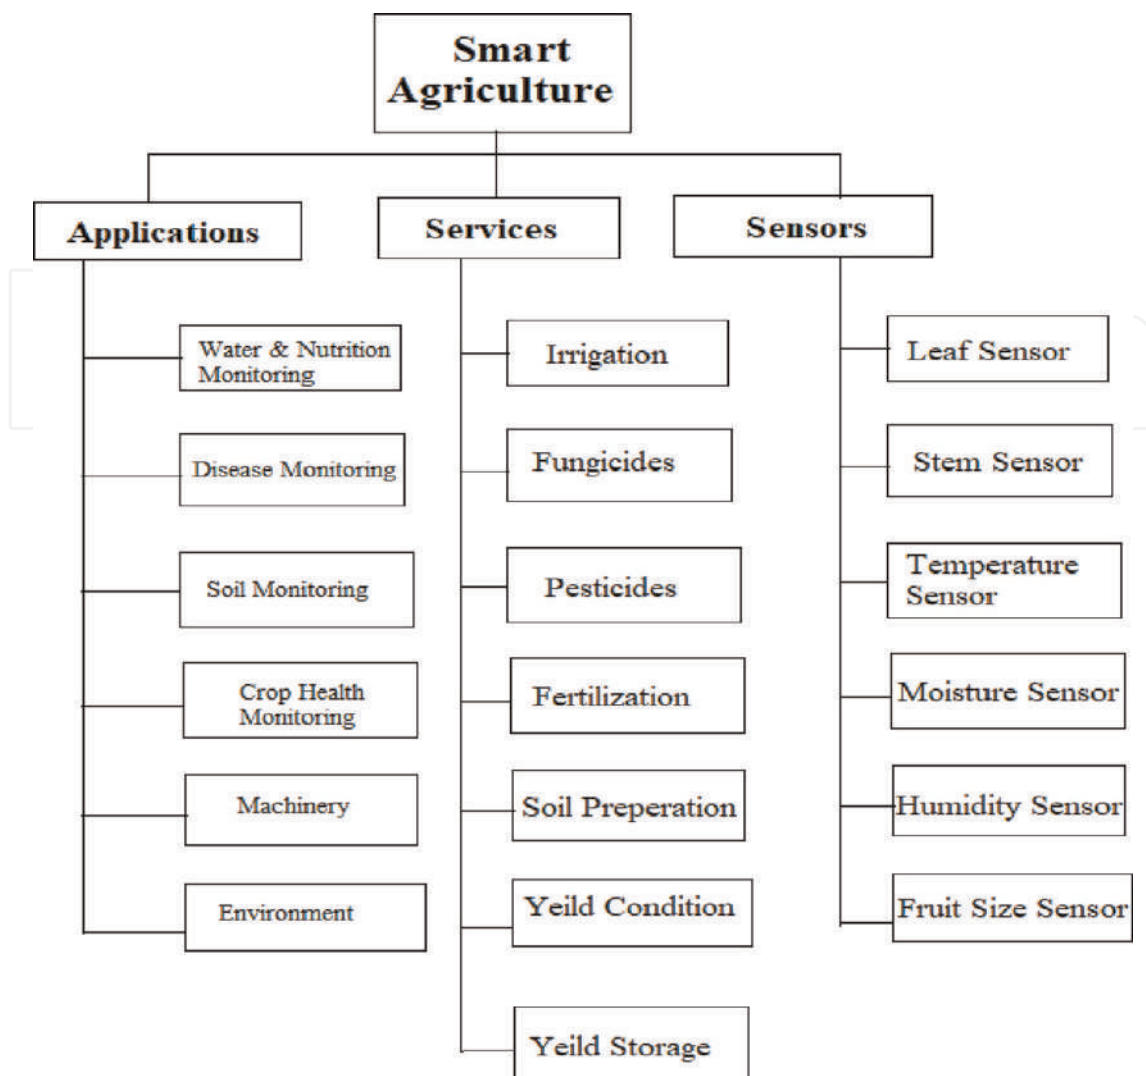 Smart
Agriculture
Applications
Services
Sensors
Water & Nutrition
Monitoring
Disease Monitoring
Soil Monitoring
Crop Health
Monitoring
Machinery
Environment
Irrigation
Fungicides
Pesticides
Fertilization
Soil Preperation
Yeild Condition
Yeild Storage
Leaf Sensor
Stem Sensor
Temperature
Sensor
Moisture Sensor
Humidity Sensor
Fruit Size Sensor